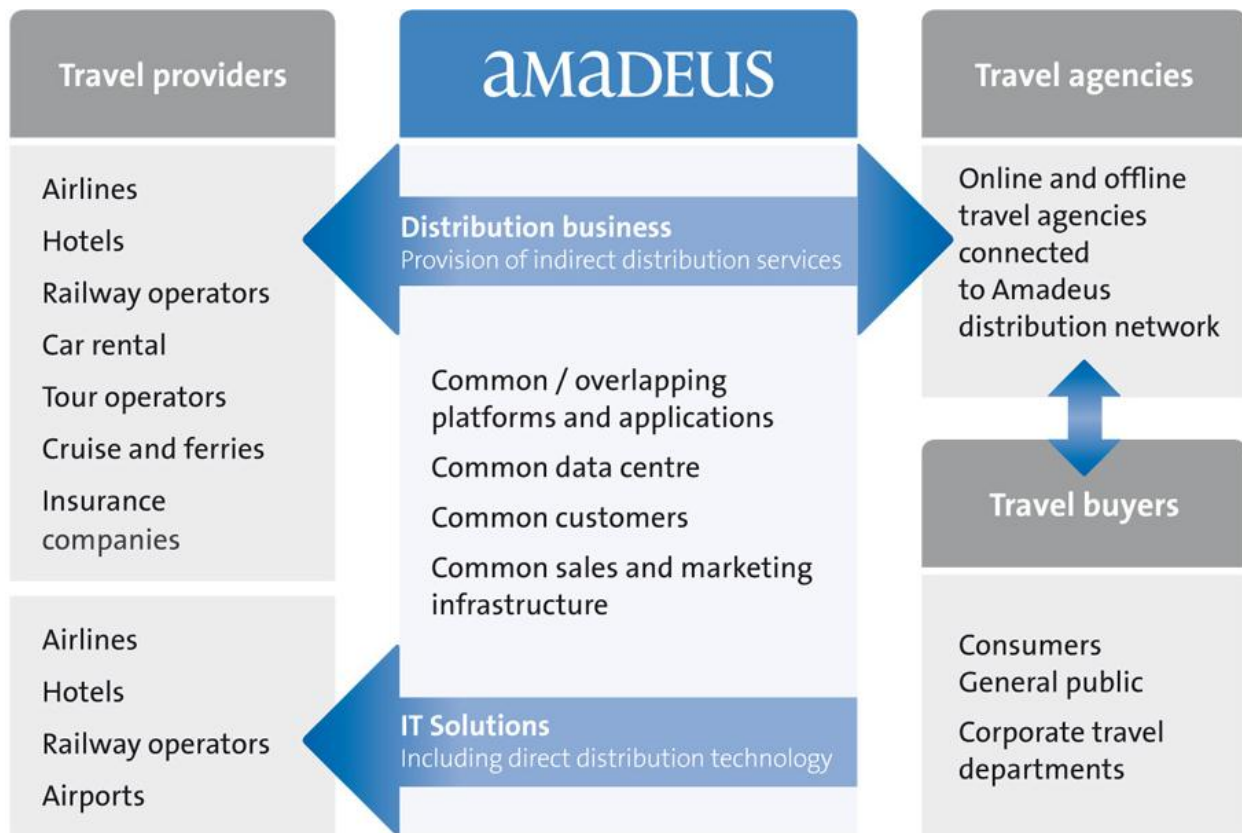 Travel providers
Airlines
Hotels
Railway operators
Car rental
Tour operators
Cruise and ferries
Insurance
companies
Airlines
Hotels
Railway operators
Airports
aMaDEUS
Distribution business
Provision of indirect distribution services
Common / overlapping
platforms and applications
Common data centre
Common customers
Common sales and marketing
infrastructure
IT Solutions
Including direct distribution technology
Travel agencies
Online and offline
travel agencies
connected
to Amadeus
distribution network
Travel buyers
Consumers
General public
Corporate travel
departments